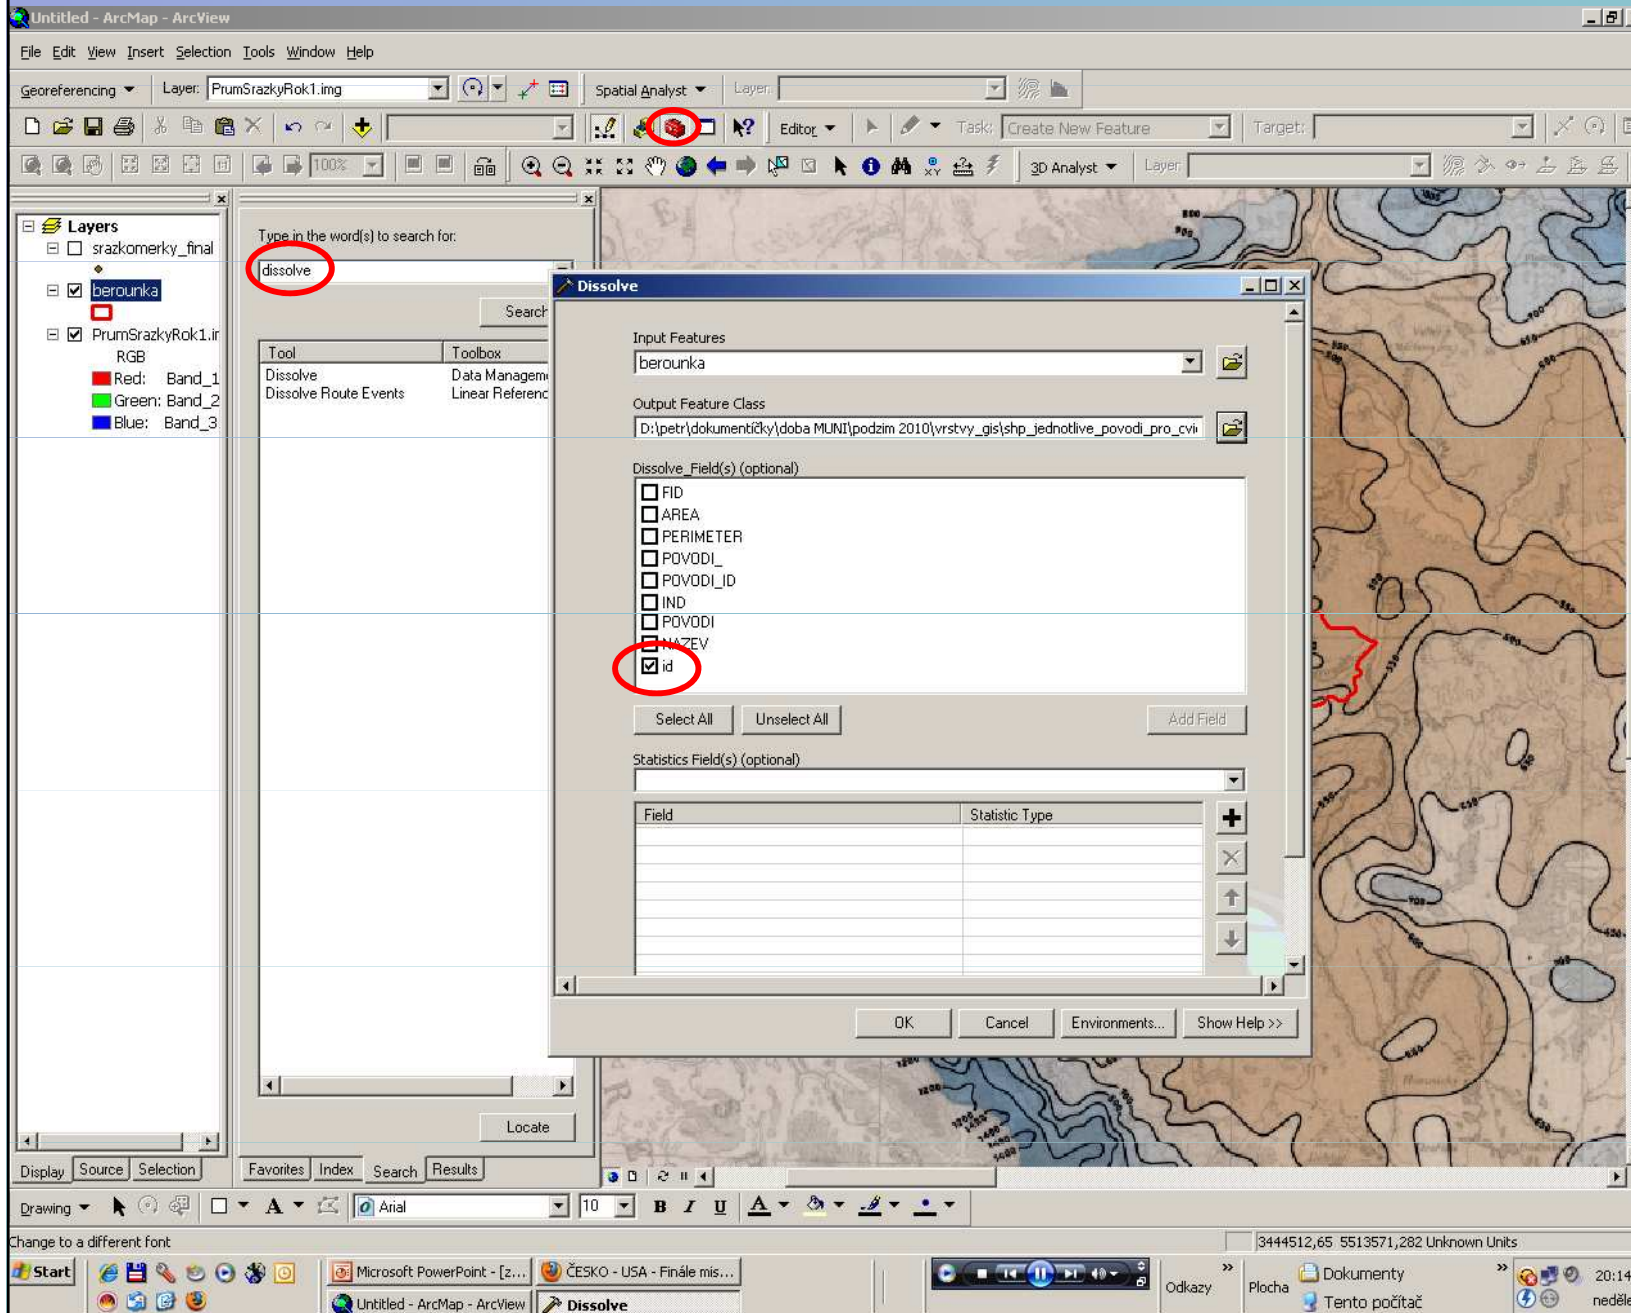 Untitled - ArcMap - ArcView
File Edit View Insert Selection Tools Window Help
Georeferencing Layer: PrumSrazkyRok1.img Spatial Analyst Layer:
Editor Task: Create New Feature Target:
100% 3D Analyst Layer:
Layers
srazkomerky_final
berounka
PrumSrazkyRok1.ir
RGB
Red: Band_1
Green: Band_2
Blue: Band_3
Display Source Selection
Type in the word(s) to search for:
dissolve
Search
Tool Toolbox
Dissolve Data Manageme
Dissolve Route Events Linear Referenc
Locate
Favorites Index Search Results
Dissolve
Input Features
berounka
Output Feature Class
D:\petr\dokumentíčky\doba MUNI\podzim 2010\vrstvy_gis\shp_jednotlive_povodi_pro_cvi
Dissolve_Field(s) (optional)
FID
AREA
PERIMETER
POVODI_
POVODI_ID
IND
POVODI
NAZEV
id
Select All Unselect All Add Field
Statistics Field(s) (optional)
Field Statistic Type
OK Cancel Environments... Show Help >>
Drawing A Arial 10 B I U A
Change to a different font
3444512,65 5513571,282 Unknown Units
Start Microsoft PowerPoint - [z... ČESKO - USA - Finále mis... Odkazy » Plocha Dokumenty » 20:14
Untitled - ArcMap - ArcView Dissolve Tento počítač neděle